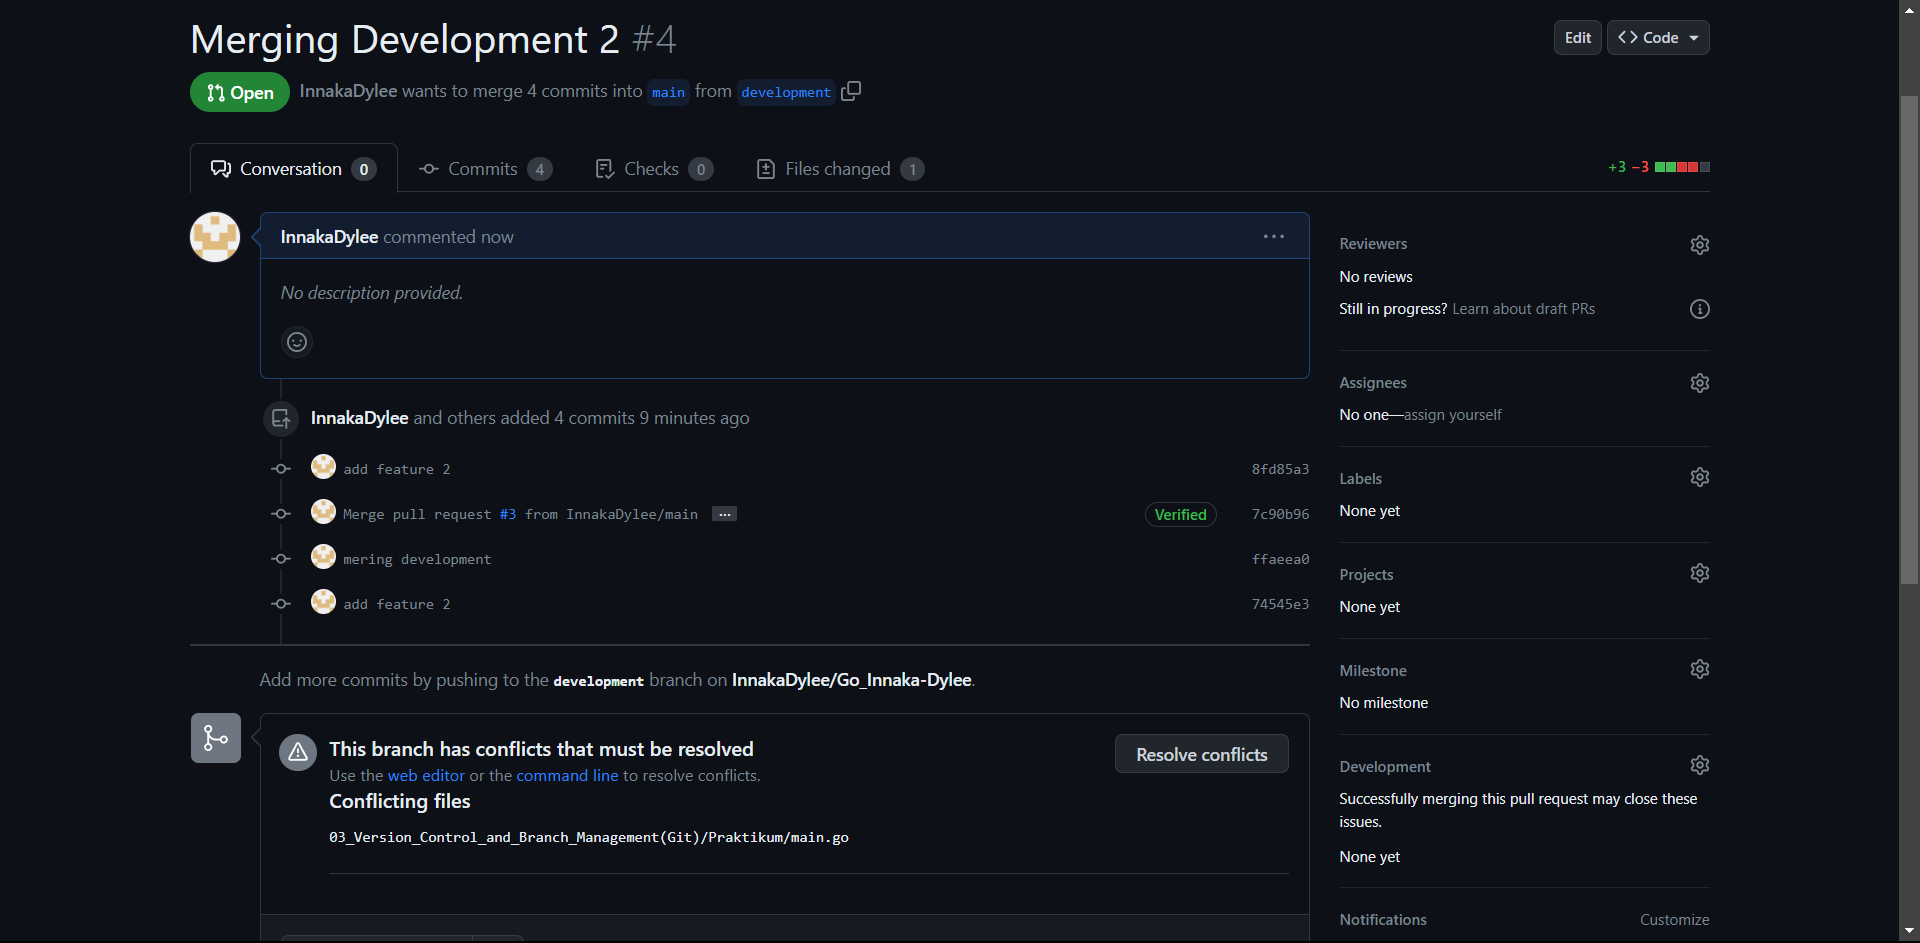 Merging Development 2 #4
Edit
Code
Open
InnakaDylee wants to merge 4 commits into main from development
Conversation 0
Commits 4
Checks 0
Files changed 1
+3 −3
InnakaDylee commented now
No description provided.
InnakaDylee and others added 4 commits 9 minutes ago
add feature 2 8fd85a3
Merge pull request #3 from InnakaDylee/main ... Verified 7c90b96
mering development ffaeea0
add feature 2 74545e3
Add more commits by pushing to the development branch on InnakaDylee/Go_Innaka-Dylee.
This branch has conflicts that must be resolved
Use the web editor or the command line to resolve conflicts.
Resolve conflicts
Conflicting files
03_Version_Control_and_Branch_Management(Git)/Praktikum/main.go
Reviewers
No reviews
Still in progress? Learn about draft PRs
Assignees
No one—assign yourself
Labels
None yet
Projects
None yet
Milestone
No milestone
Development
Successfully merging this pull request may close these
issues.
None yet
Notifications
Customize